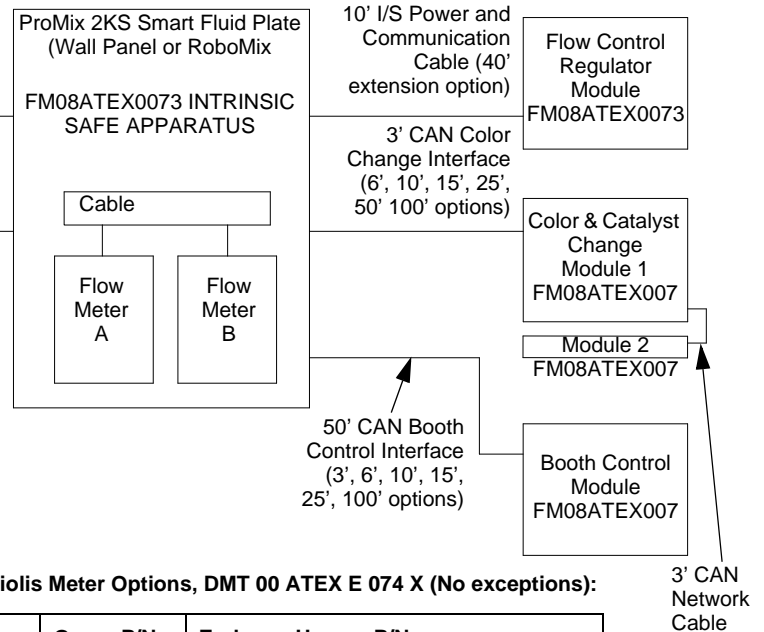 ProMix 2KS Smart Fluid Plate
(Wall Panel or RoboMix
FM08ATEX0073 INTRINSIC
SAFE APPARATUS
Cable
Flow
Meter
A
Flow
Meter
B
10’ I/S Power and
Communication
Cable (40’
extension option)
Flow Control
Regulator
Module
FM08ATEX0073
3’ CAN Color
Change Interface
(6’, 10’, 15’, 25’,
50’ 100’ options)
Color & Catalyst
Change
Module 1
FM08ATEX007
Module 2
FM08ATEX007
50’ CAN Booth
Control Interface
(3’, 6’, 10’, 15’,
25’, 100’ options)
Booth Control
Module
FM08ATEX007
3’ CAN
Network
Cable
iolis Meter Options, DMT 00 ATEX E 074 X (No exceptions):